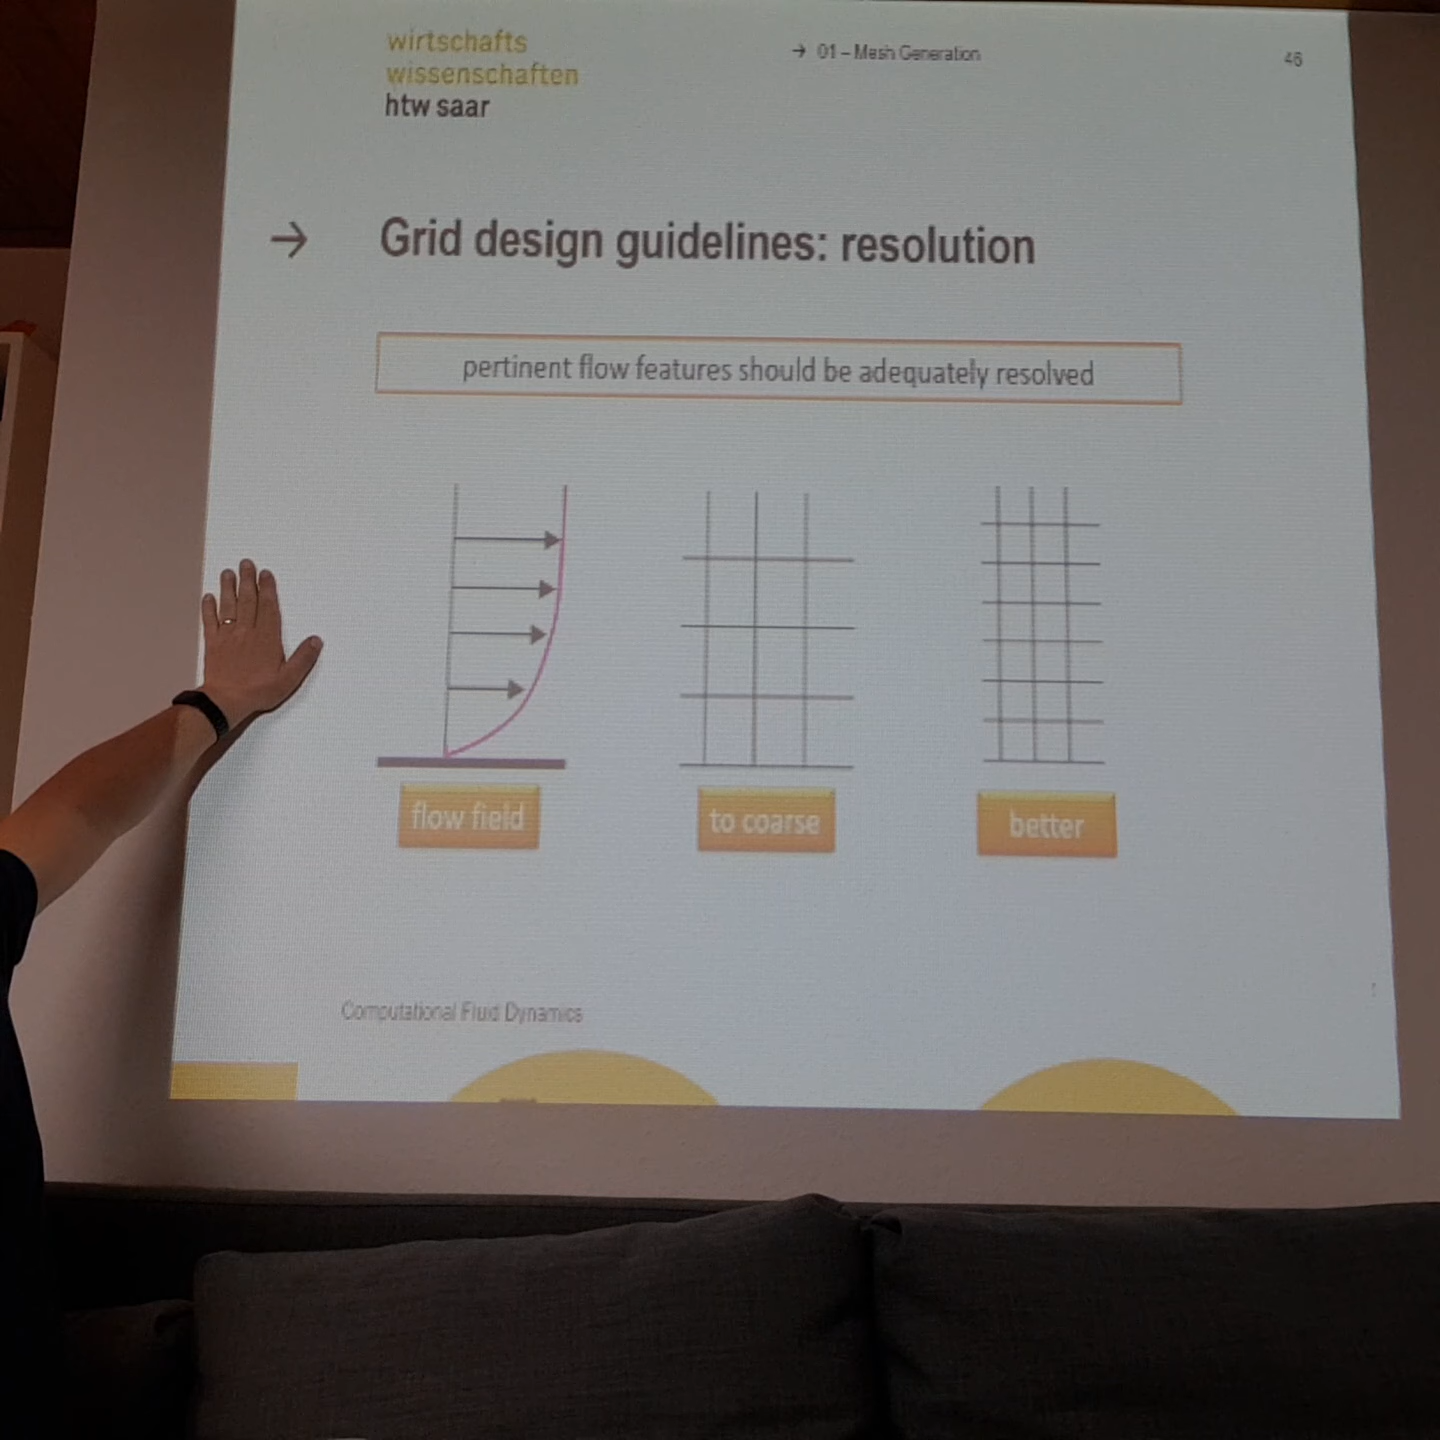 wirtschafts
wissenschaften
htw saar
→ 01 – Mesh Generation
46
→ Grid design guidelines: resolution
pertinent flow features should be adequately resolved
flow field
to coarse
better
Computational Fluid Dynamics